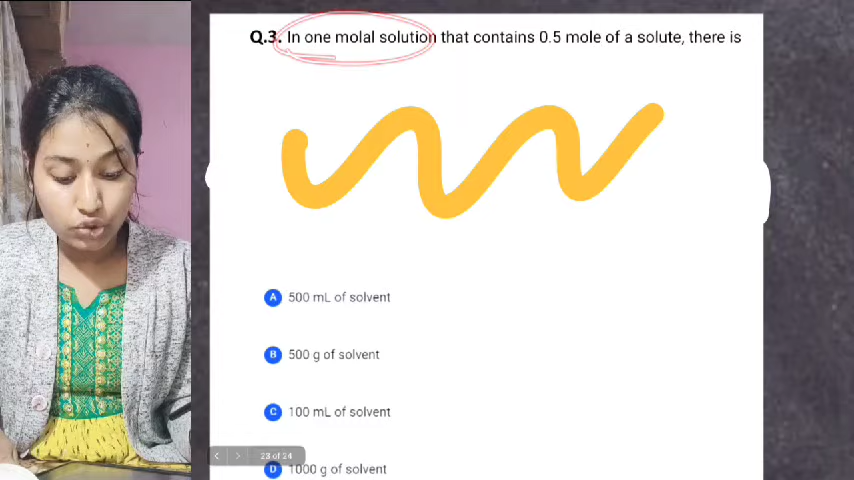 Q.3. In one molal solution that contains 0.5 mole of a solute, there is
A 500 mL of solvent
B 500 g of solvent
C 100 mL of solvent
23 of 24
D 1000 g of solvent